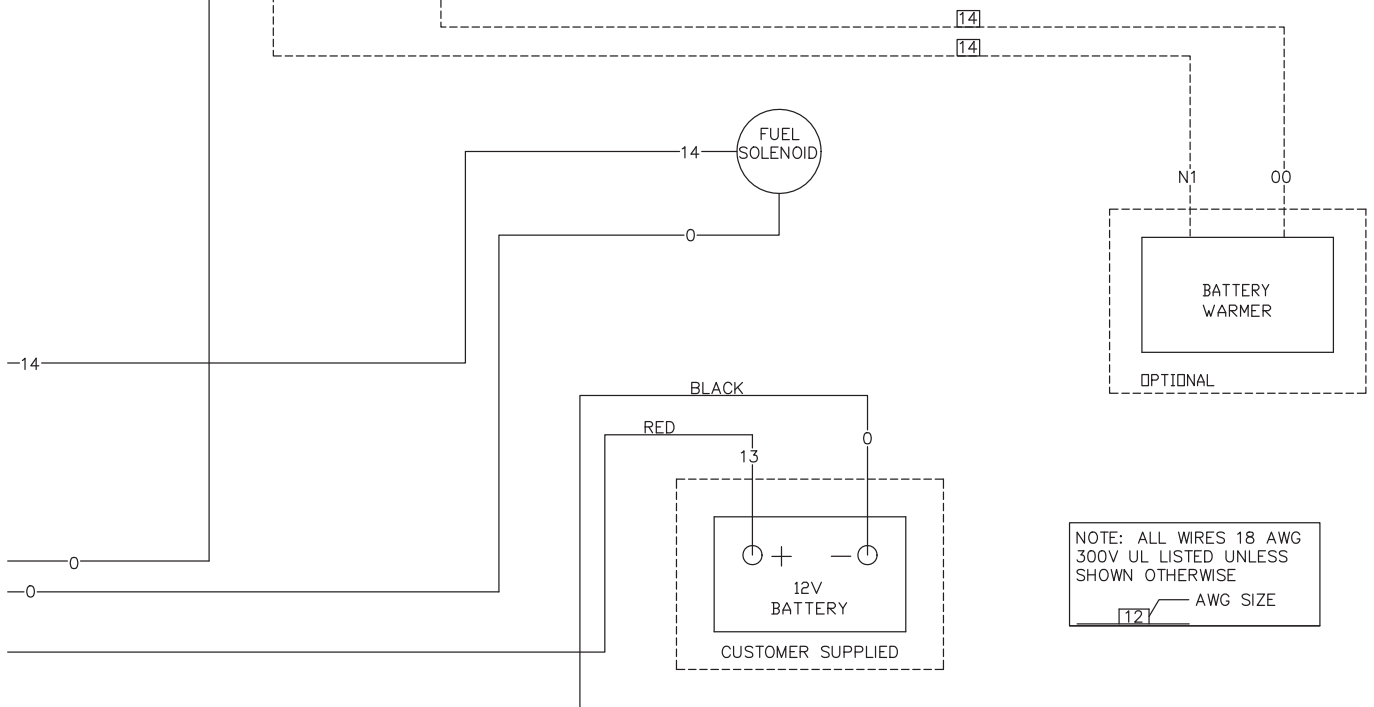 14
14
FUEL
SOLENOID
14
N1
00
0
BATTERY
WARMER
14
OPTIONAL
BLACK
RED
0
13
NOTE: ALL WIRES 18 AWG
300V UL LISTED UNLESS
SHOWN OTHERWISE
AWG SIZE
12
0
+
—
0
12V
BATTERY
CUSTOMER SUPPLIED